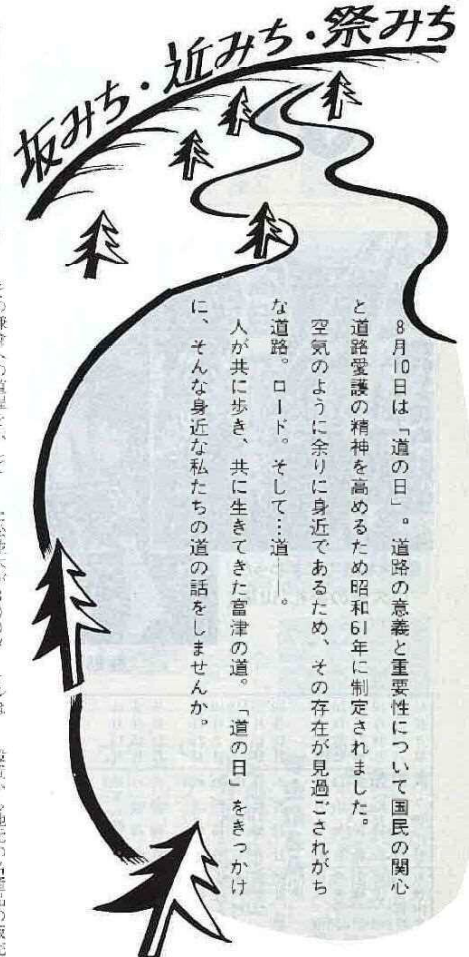 坂みち・近みち・祭みち
8月10日は「道の日」。道路の意義と重要性について国民の関心
と道路愛護の精神を高めるため昭和61年に制定されました。
空気のように余りに身近であるため、その存在が見過ごされがち
な道路。ロード。そして…道――。
人が共に歩き、共に生きてきた富津の道。「道の日」をきっかけ
に、そんな身近な私たちの道の話をしませんか。